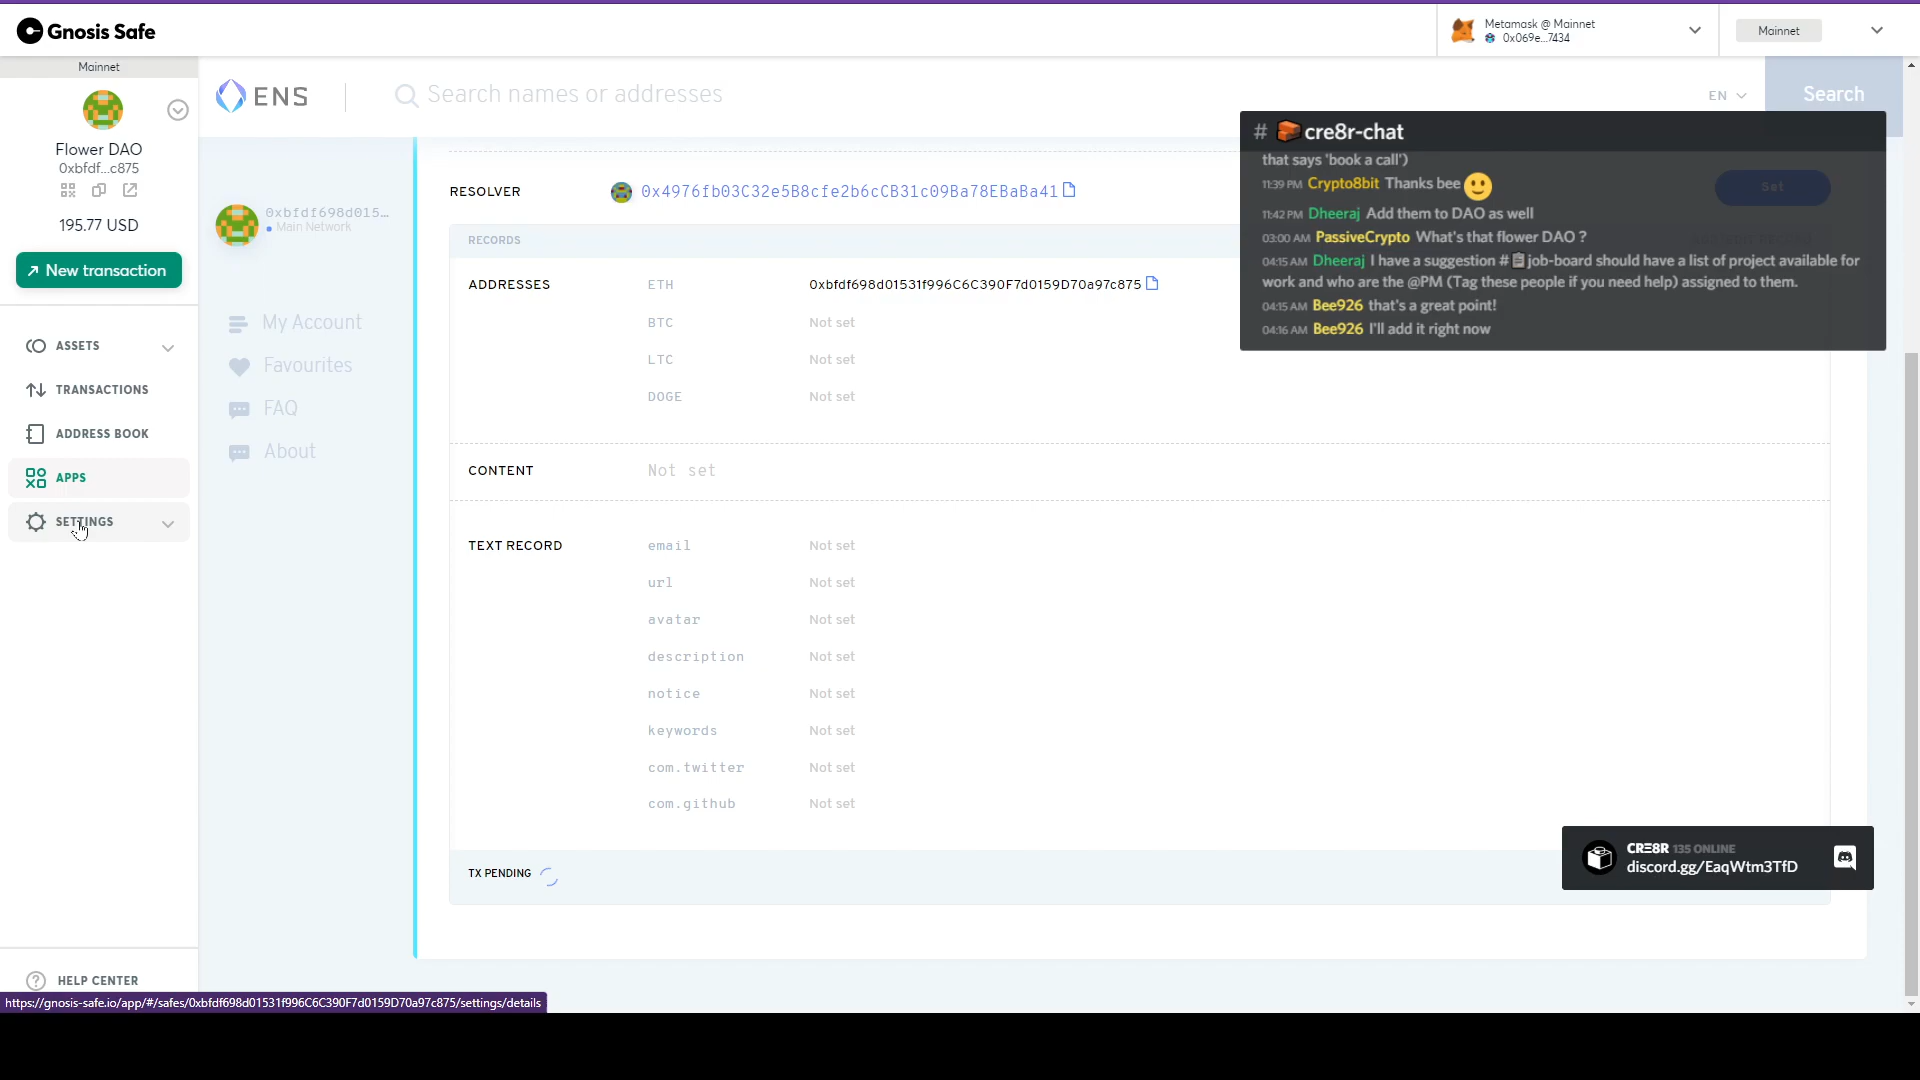 Gnosis Safe
Metamask @ Mainnet
0x069e...7434
Mainnet
Mainnet
Flower DAO
0xbfdf...c875
195.77 USD
New transaction
ASSETS
TRANSACTIONS
ADDRESS BOOK
APPS
SETTINGS
HELP CENTER
https://gnosis-safe.io/app/#/safes/0xbfdf698d01531f996C6C390F7d0159D70a97c875/settings/details
ENS
Search names or addresses
EN
Search
0xbfdf698d015...
Main Network
My Account
Favourites
FAQ
About
RESOLVER
0x4976fb03C32e5B8cfe2b6cCB31c09Ba78EBaBa41
Set
RECORDS
ADDRESSES
ETH 0xbfdf698d01531f996C6C390F7d0159D70a97c875
BTC Not set
LTC Not set
DOGE Not set
CONTENT Not set
TEXT RECORD
email Not set
url Not set
avatar Not set
description Not set
notice Not set
keywords Not set
com.twitter Not set
com.github Not set
TX PENDING
# cre8r-chat
that says 'book a call')
11:39 PM Crypto8bit Thanks bee
11:42 PM Dheeraj Add them to DAO as well
03:00 AM PassiveCrypto What's that flower DAO ?
04:15 AM Dheeraj I have a suggestion # job-board should have a list of project available for
work and who are the @PM (Tag these people if you need help) assigned to them.
04:15 AM Bee926 that's a great point!
04:16 AM Bee926 I'll add it right now
CRΞ8R 135 ONLINE
discord.gg/EaqWtm3TfD